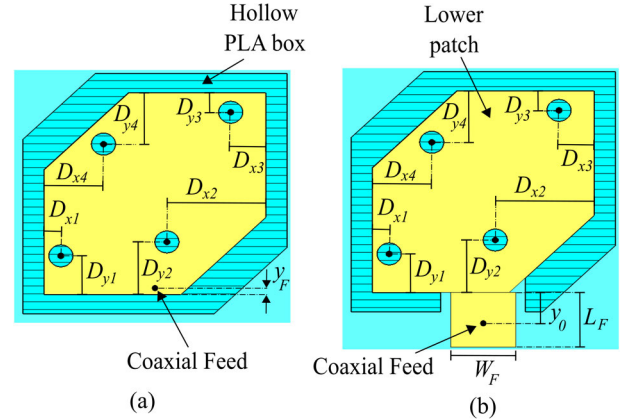 Hollow
PLA box
Lower
patch
D_y4
D_y3
D_x4
D_x3
D_x1
D_x2
D_y1
D_y2
y_F
Coaxial Feed
(a)
D_y4
D_y3
D_x4
D_x3
D_x1
D_x2
D_y1
D_y2
y_0
L_F
Coaxial Feed
W_F
(b)